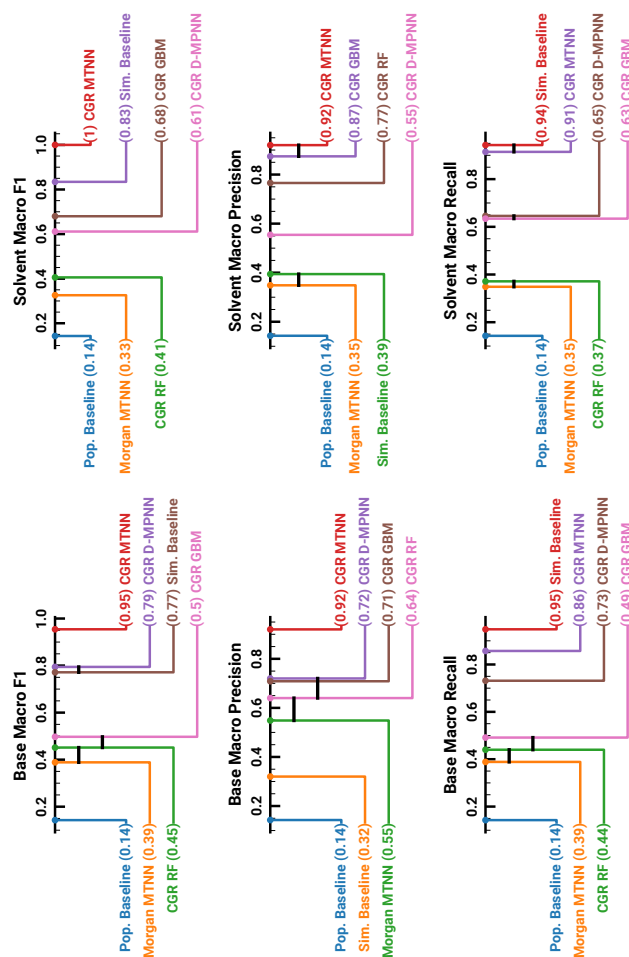 Base Macro F1
0.2 0.4 0.6 0.8 1.0
Pop. Baseline (0.14)
Morgan MTNN (0.39)
CGR RF (0.45)
(0.95) CGR MTNN
(0.79) CGR D-MPNN
(0.77) Sim. Baseline
(0.5) CGR GBM
Solvent Macro F1
0.2 0.4 0.6 0.8 1.0
Pop. Baseline (0.14)
Morgan MTNN (0.33)
CGR RF (0.41)
(1) CGR MTNN
(0.83) Sim. Baseline
(0.68) CGR GBM
(0.61) CGR D-MPNN
Base Macro Precision
0.2 0.4 0.6 0.8
Pop. Baseline (0.14)
Sim. Baseline (0.32)
Morgan MTNN (0.55)
(0.92) CGR MTNN
(0.72) CGR D-MPNN
(0.71) CGR GBM
(0.64) CGR RF
Solvent Macro Precision
0.2 0.4 0.6 0.8
Pop. Baseline (0.14)
Morgan MTNN (0.35)
Sim. Baseline (0.39)
(0.92) CGR MTNN
(0.87) CGR GBM
(0.77) CGR RF
(0.55) CGR D-MPNN
Base Macro Recall
0.2 0.4 0.6 0.8
Pop. Baseline (0.14)
Morgan MTNN (0.39)
CGR RF (0.44)
(0.95) Sim. Baseline
(0.86) CGR MTNN
(0.73) CGR D-MPNN
(0.49) CGR GBM
Solvent Macro Recall
0.2 0.4 0.6 0.8
Pop. Baseline (0.14)
Morgan MTNN (0.35)
CGR RF (0.37)
(0.94) Sim. Baseline
(0.91) CGR MTNN
(0.65) CGR D-MPNN
(0.63) CGR GBM